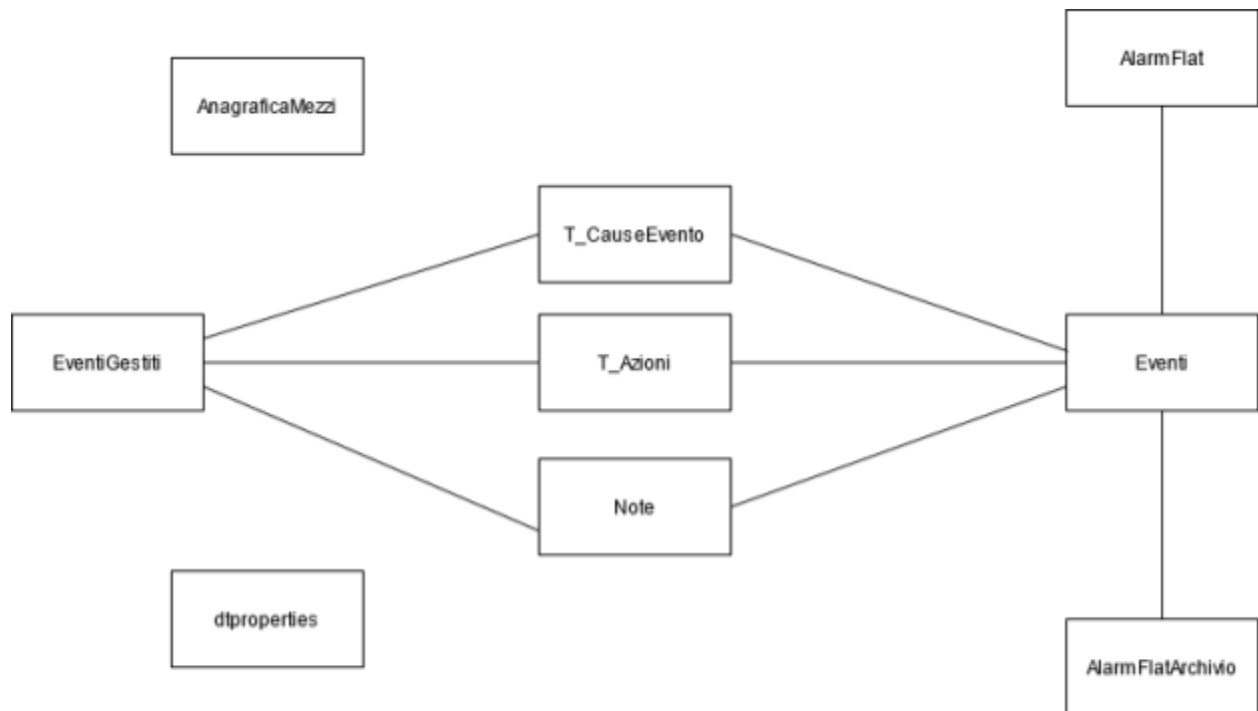 AlarmFlat
AnagraficaMezzi
T_CauseEvento
EventiGestiti
T_Azioni
Eventi
Note
dtproperties
AlarmFlatArchivio